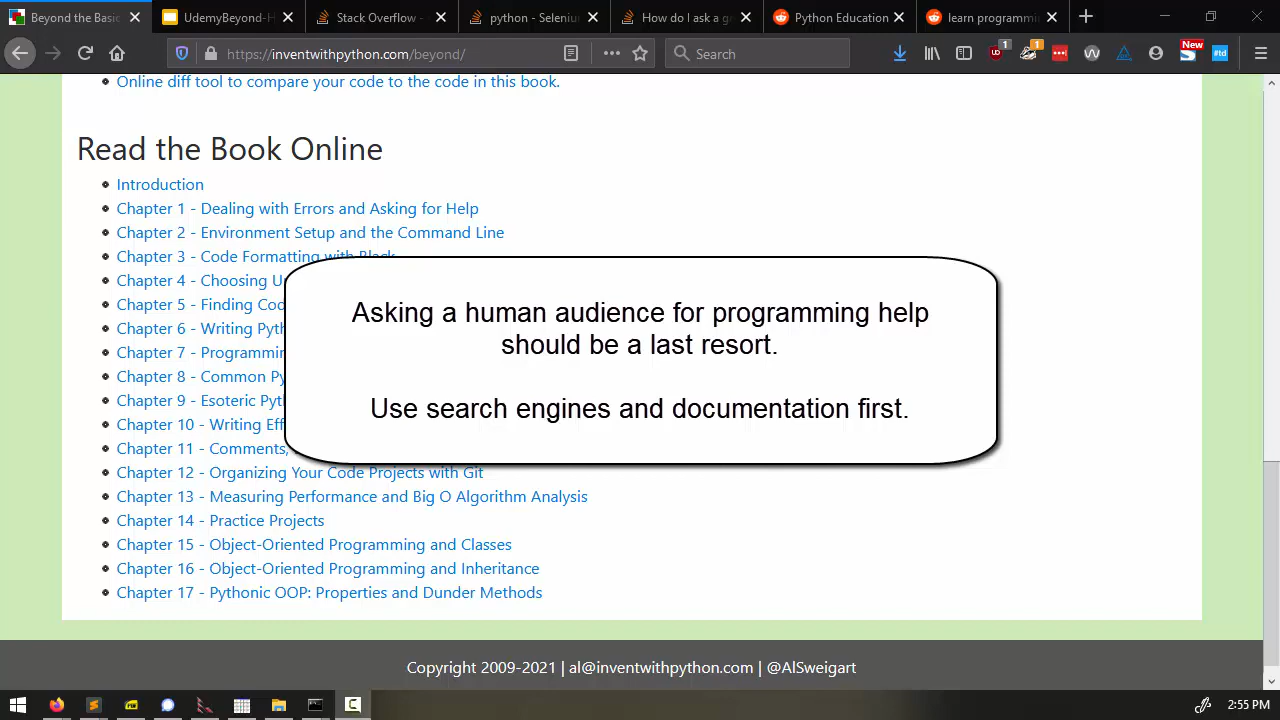 Beyond the Basic
UdemyBeyond-H
Stack Overflow -
python - Seleniu
How do I ask a g
Python Education
learn programmi
https://inventwithpython.com/beyond/
Search
1
1
New
#td
Online diff tool to compare your code to the code in this book.
Read the Book Online
Introduction
Chapter 1 - Dealing with Errors and Asking for Help
Chapter 2 - Environment Setup and the Command Line
Chapter 3 - Code Formatting with Black
Chapter 4 - Choosing
Chapter 5 - Finding
Chapter 6 - Writing
Chapter 7 -
Chapter 8 - Common
Chapter 9 - Esoteric
Chapter 10 - Writing
Chapter 11 - Comments,
Chapter 12 - Organizing Your Code Projects with Git
Chapter 13 - Measuring Performance and Big O Algorithm Analysis
Chapter 14 - Practice Projects
Chapter 15 - Object-Oriented Programming and Classes
Chapter 16 - Object-Oriented Programming and Inheritance
Chapter 17 - Pythonic OOP: Properties and Dunder Methods
Asking a human audience for programming help
should be a last resort.
Use search engines and documentation first.
Copyright 2009-2021 | al@inventwithpython.com | @AlSweigart
2:55 PM